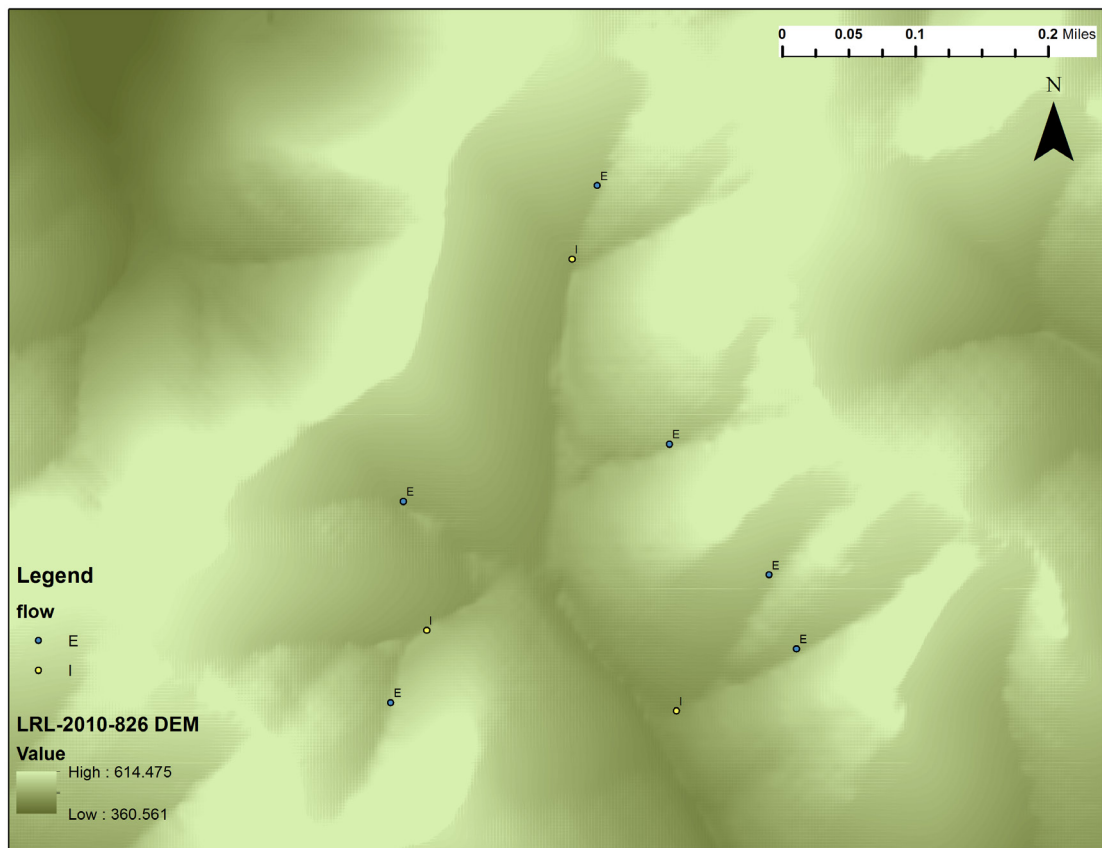 0 0.05 0.1 0.2 Miles
N
E
I
E
E
E
I
E
E
I
Legend
flow
E
I
LRL-2010-826 DEM
Value
High : 614.475
Low : 360.561